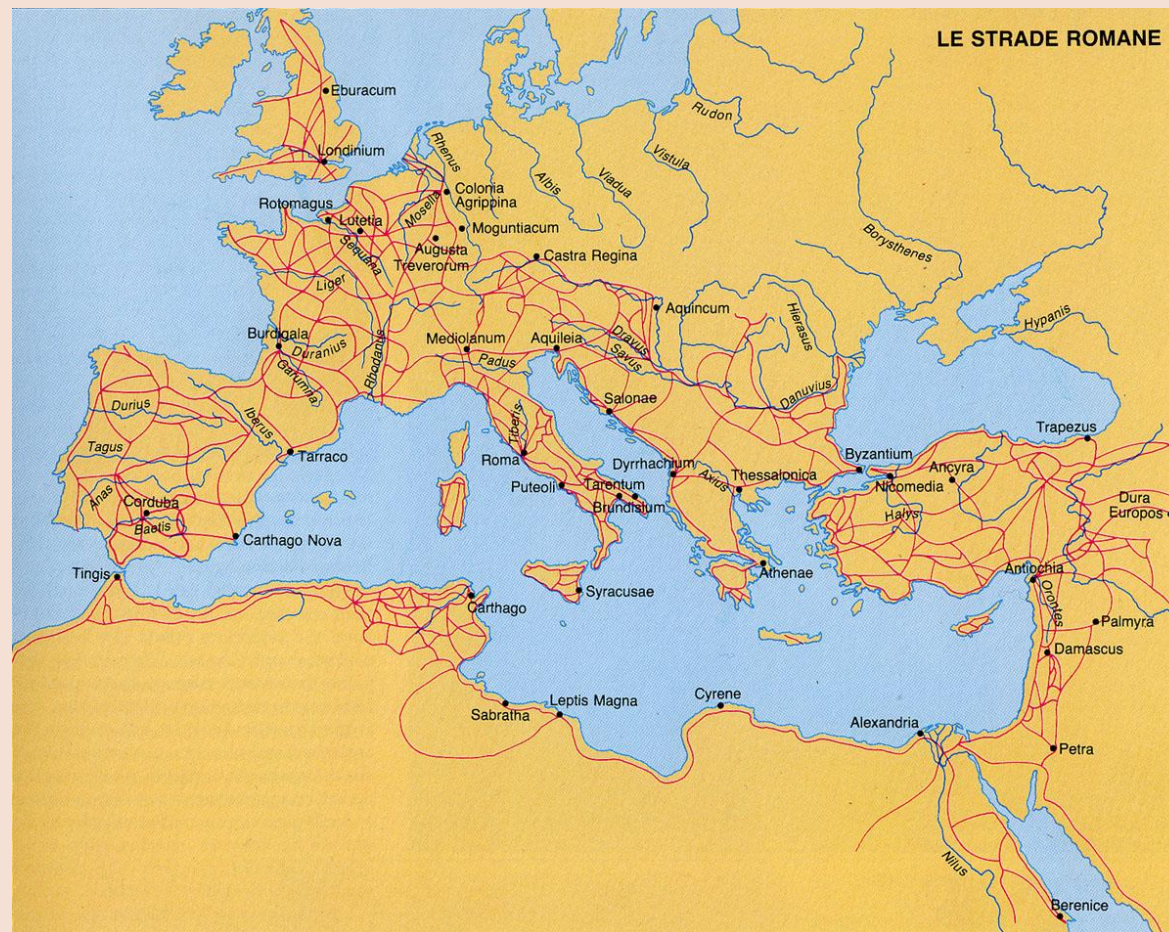 LE STRADE ROMANE
Eburacum
Londinium
Rudon
Rhenus
Albis
Viadua
Vistula
Colonia
Agrippina
Rotomagus
Lutetia
Mosella
Moguntiacum
Sequana
Augusta
Treverorum
Castra Regina
Borysthenes
Liger
Aquincum
Hierasus
Hypanis
Burdigala
Duranius
Garumna
Rhodanus
Mediolanum
Padus
Aquileia
Dravus
Savus
Danuvius
Durius
Iberus
Salonae
Tiberis
Trapezus
Tagus
Tarraco
Roma
Dyrrhachium
Axius
Thessalonica
Byzantium
Nicomedia
Ancyra
Anas
Corduba
Baetis
Puteoli
Tarentum
Brundisium
Halys
Dura
Europos
Carthago Nova
Tingis
Carthago
Syracusae
Athenae
Antiochia
Orontes
Palmyra
Damascus
Sabratha
Leptis Magna
Cyrene
Alexandria
Petra
Nilus
Berenice